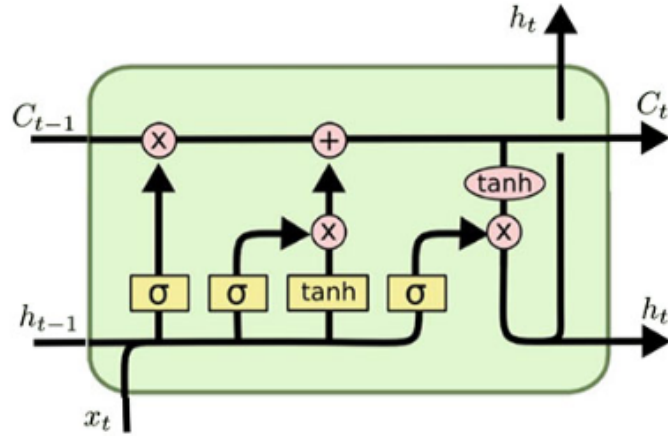 h_t
C_{t-1} × + C_t
tanh
× ×
σ σ tanh σ
h_{t-1} h_t
x_t